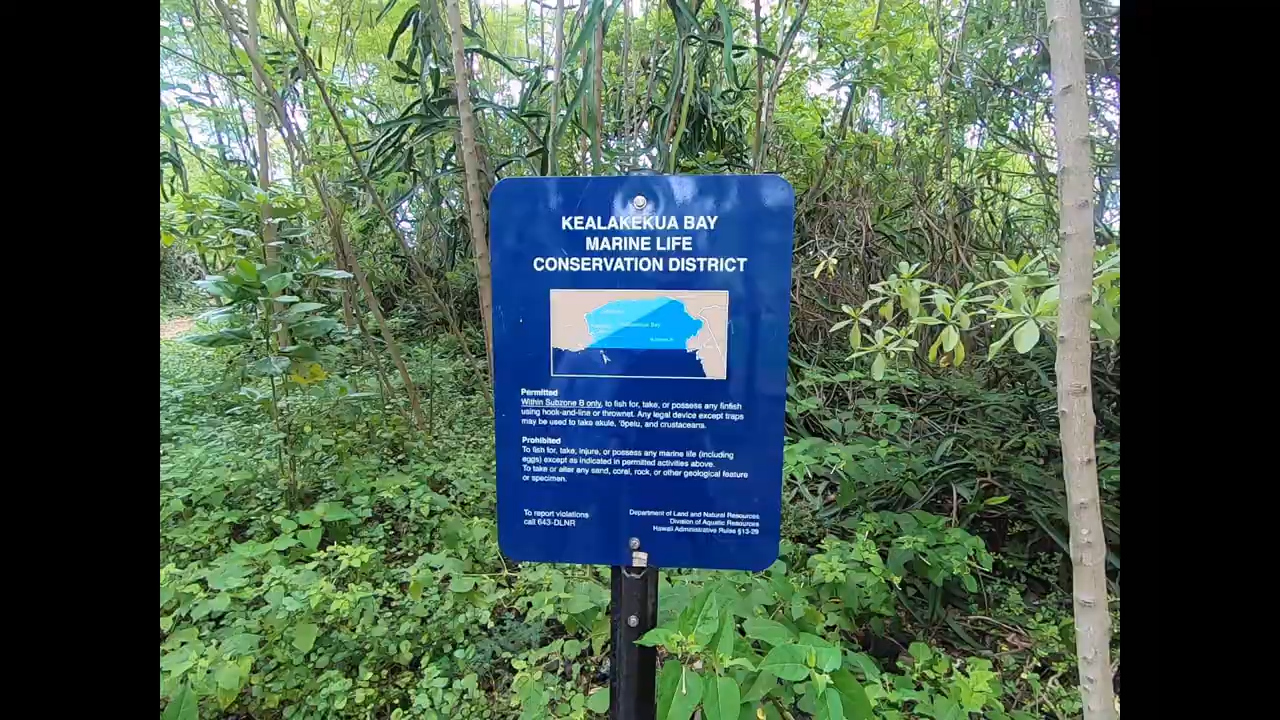 KEALAKEKUA BAY
MARINE LIFE
CONSERVATION DISTRICT
Kealakekua Bay
Permitted
Within Subzone B only, to fish for, take, or possess any finfish
using hook-and-line or thrownet. Any legal device except traps
may be used to take akule, ʻōpelu, and crustaceans.
Prohibited
To fish for, take, injure, or possess any marine life (including
eggs) except as indicated in permitted activities above.
To take or alter any sand, coral, rock, or other geological feature
or specimen.
To report violations
call 643-DLNR
Department of Land and Natural Resources
Division of Aquatic Resources
Hawaii Administrative Rules §13-29